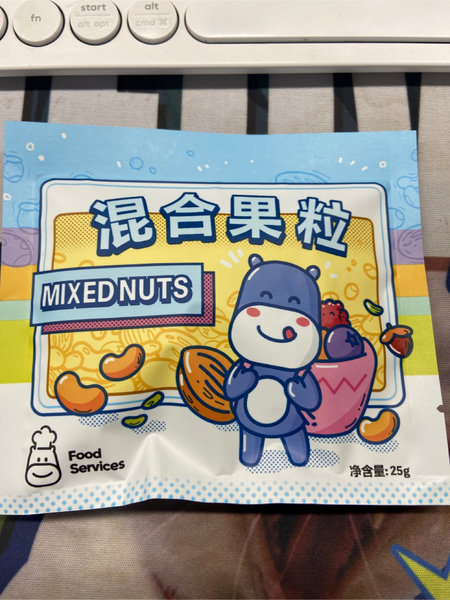 fn
start
alt opt
alt
cmd ⌘
混合果粒
MIXED NUTS
Food
Services
净含量: 25g